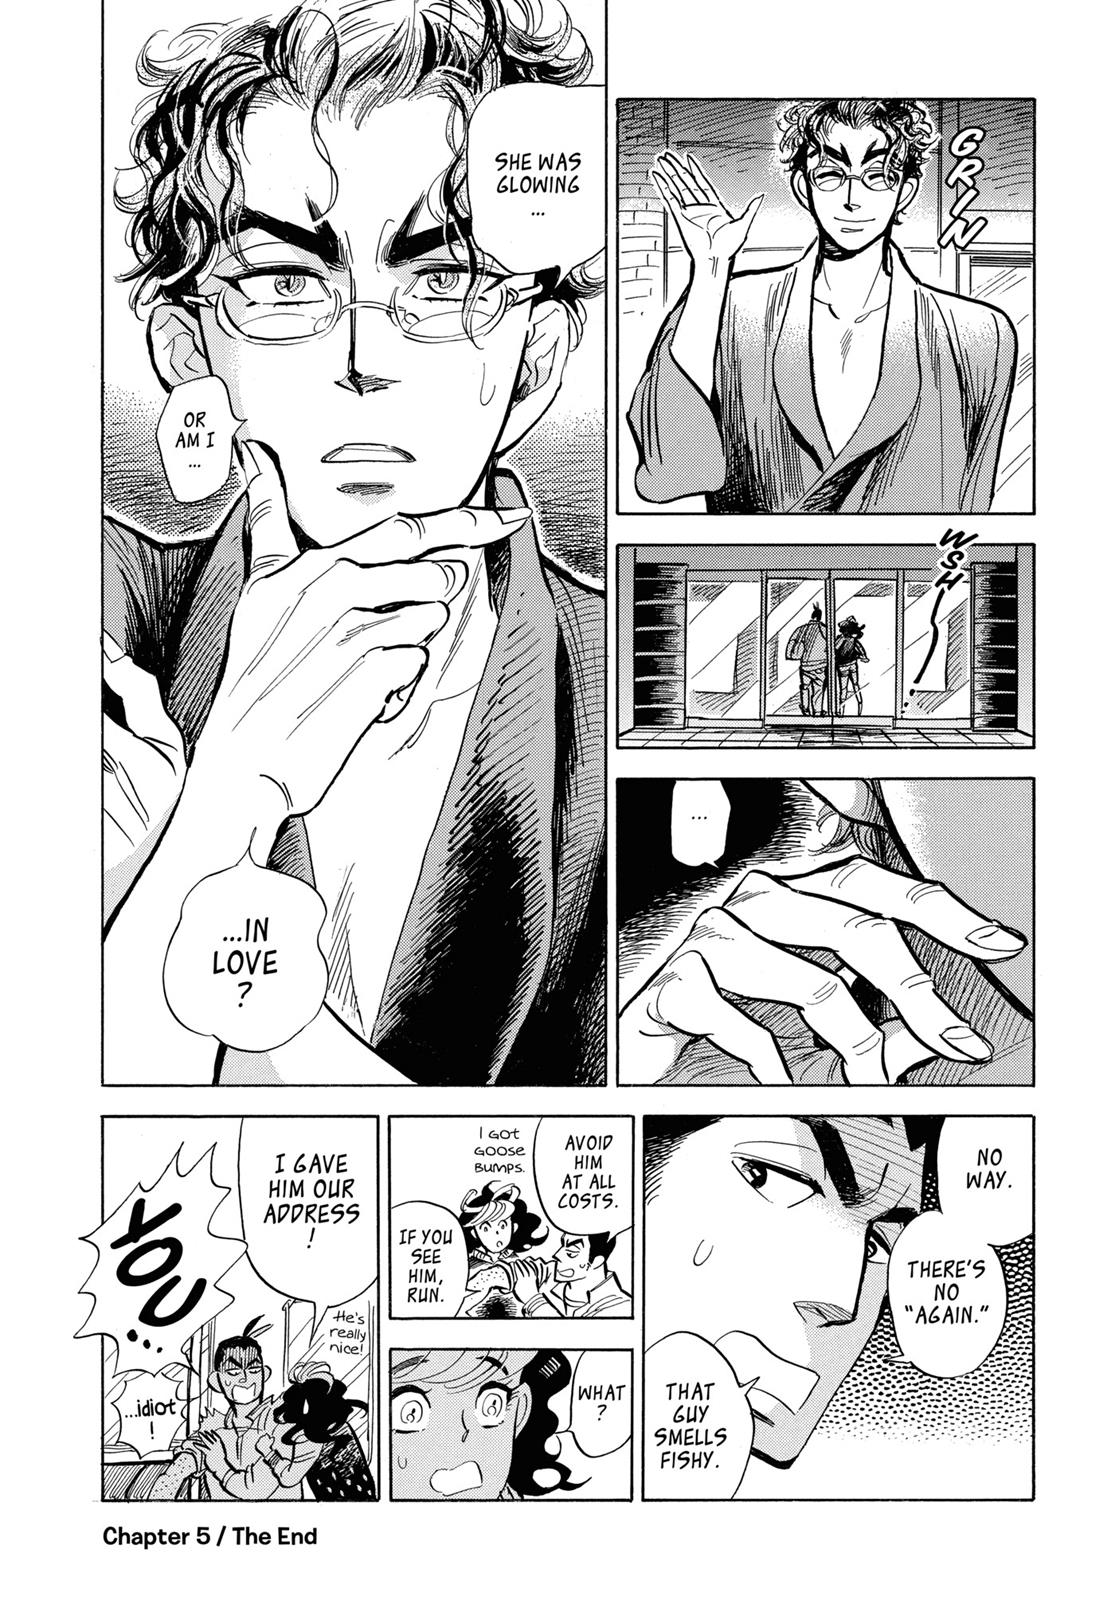 GRIN
WSH
...
SHE WAS
GLOWING
...
OR
AM I
...
...IN
LOVE
?
NO
WAY.
THERE'S
NO
"AGAIN."
THAT
GUY
SMELLS
FISHY.
AVOID
HIM
AT ALL
COSTS.
I GOT
GOOSE
BUMPS.
IF YOU
SEE
HIM,
RUN.
WHAT
?
I GAVE
HIM OUR
ADDRESS
!
He's
really
nice!
YOU
...
...idiot
!
Chapter 5 / The End